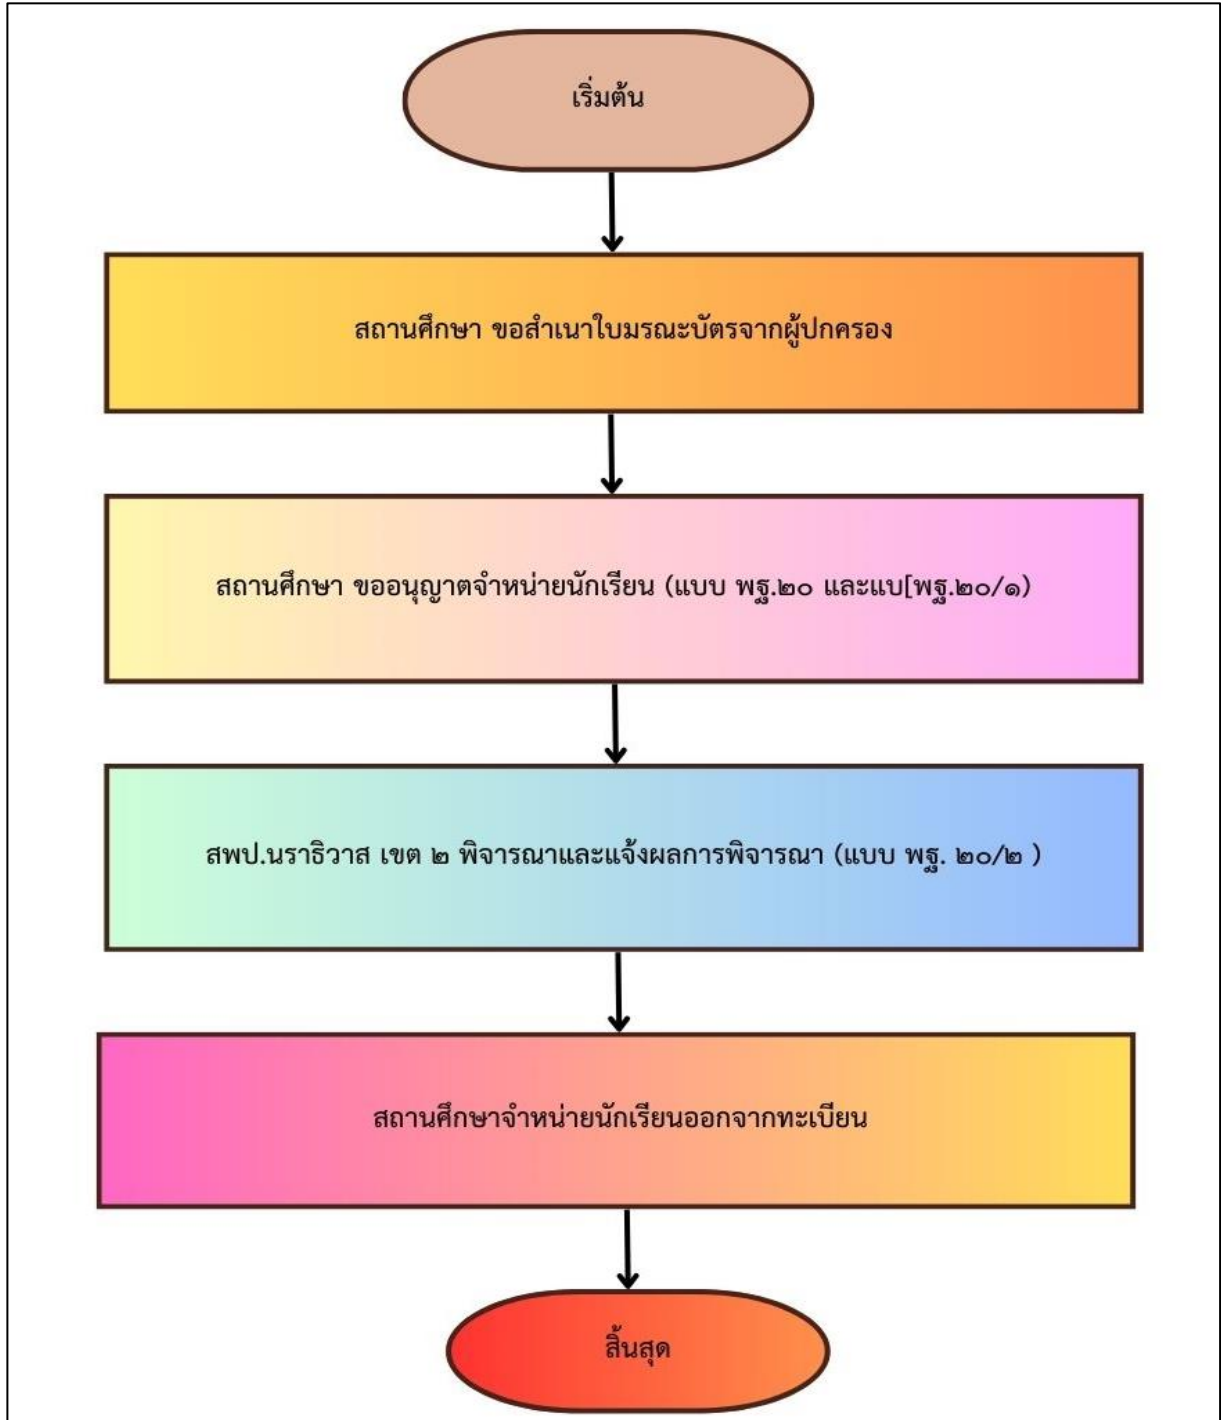 เริ่มต้น
สถานศึกษา ขอสำเนาใบมรณะบัตรจากผู้ปกครอง
สถานศึกษา ขออนุญาตจำหน่ายนักเรียน (แบบ พฐ.๒๐ และแบ[พฐ.๒๐/๑)
สพป.นราธิวาส เขต ๒ พิจารณาและแจ้งผลการพิจารณา (แบบ พฐ. ๒๐/๒ )
สถานศึกษาจำหน่ายนักเรียนออกจากทะเบียน
สิ้นสุด